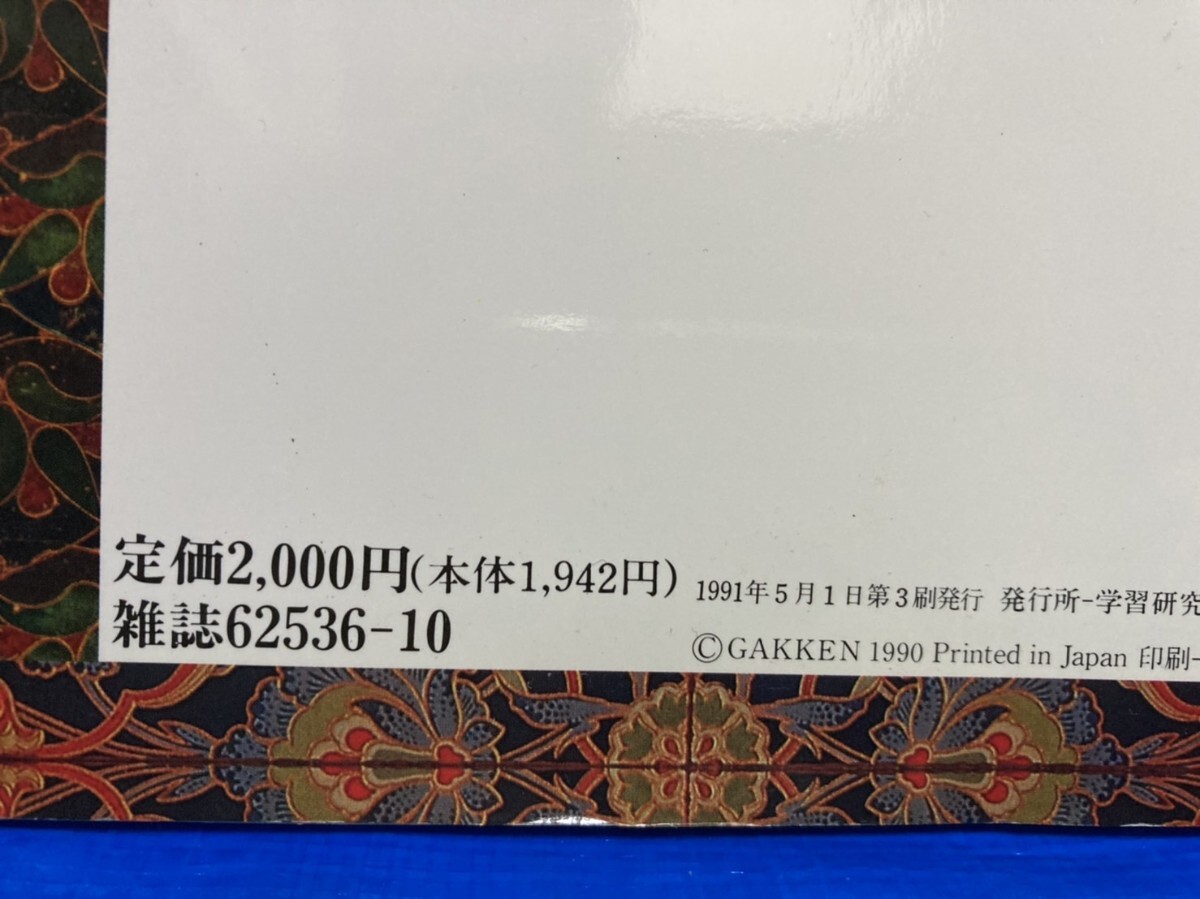 定価2,000円(本体1,942円)
雑誌62536-10
1991年5月1日第3刷発行 発行所-学習研究
©GAKKEN 1990 Printed in Japan 印刷-